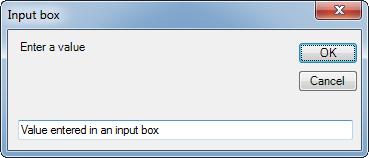 Input box
Enter a value
OK
Cancel
Value entered in an input box